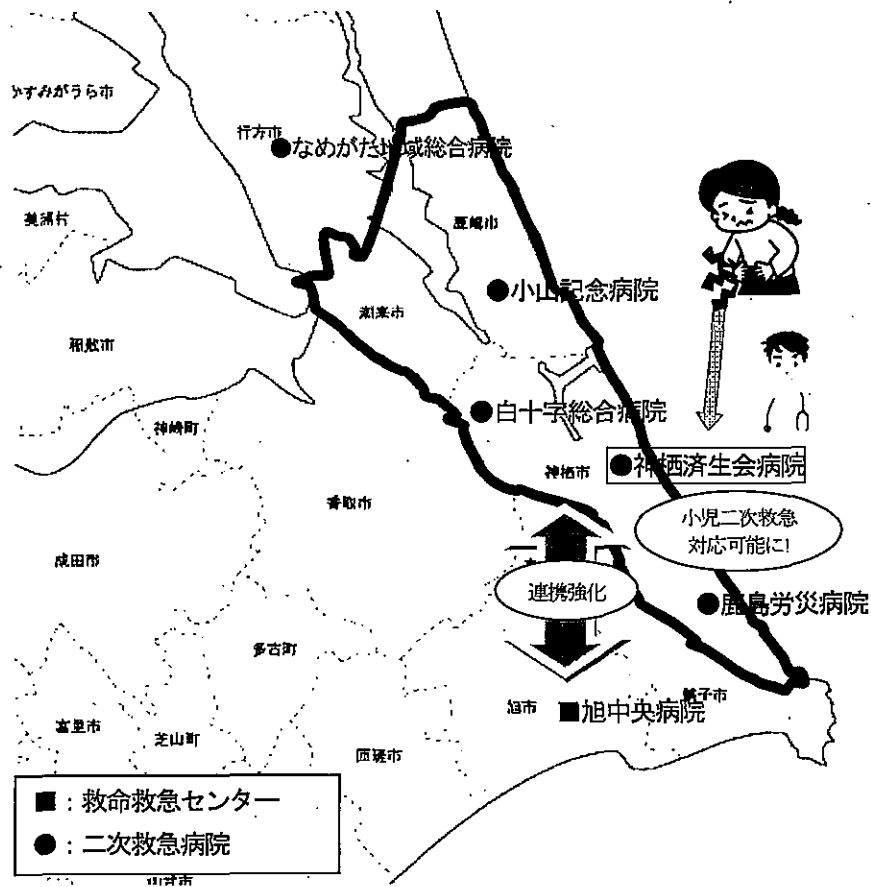 かすみがうら市
行方市
●なめがた地域総合病院
美浦村
鹿嶋市
●小山記念病院
潮来市
稲敷市
●白十字総合病院
神崎町
神栖市
●神栖済生会病院
香取市
小児二次救急
対応可能に!
成田市
連携強化
●鹿島労災病院
多古町
銚子市
旭市
■旭中央病院
富里市
芝山町
匝瑳市
■：救命救急センター
●：二次救急病院